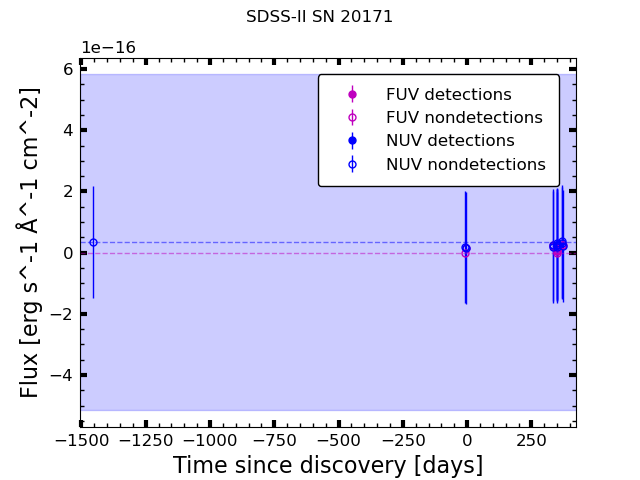 SDSS-II SN 20171
1e−16
6
4
2
0
−2
−4
Flux [erg s^-1 Å^-1 cm^-2]
FUV detections
FUV nondetections
NUV detections
NUV nondetections
−1500 −1250 −1000 −750 −500 −250 0 250
Time since discovery [days]